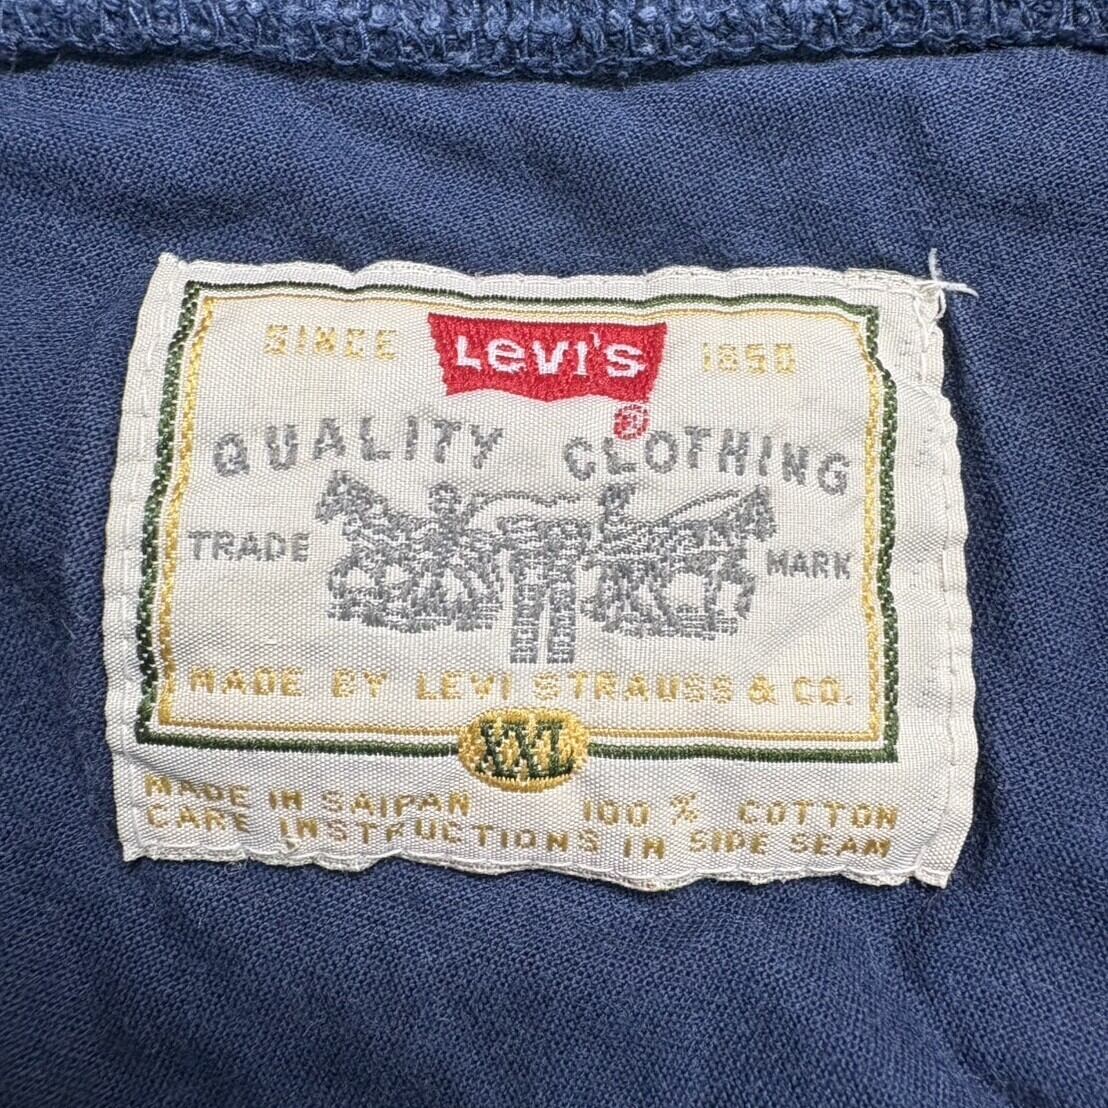 SINCE LEVI'S 1850
®
QUALITY CLOTHING
TRADE MARK
MADE BY LEVI STRAUSS & CO.
XXL
MADE IN SAIPAN 100 % COTTON
CARE INSTRUCTIONS IN SIDE SEAM